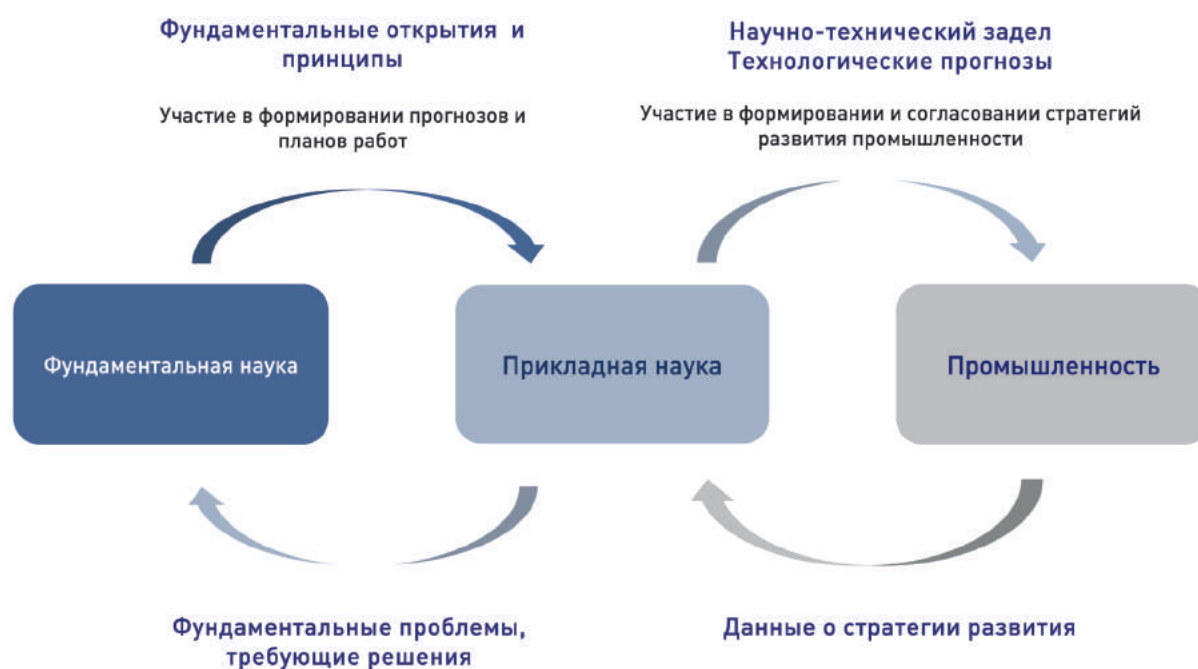 Фундаментальные открытия и
принципы
Научно-технический задел
Технологические прогнозы
Участие в формировании прогнозов и
планов работ
Участие в формировании и согласовании стратегий
развития промышленности
Фундаментальная наука
Прикладная наука
Промышленность
Фундаментальные проблемы,
требующие решения
Данные о стратегии развития